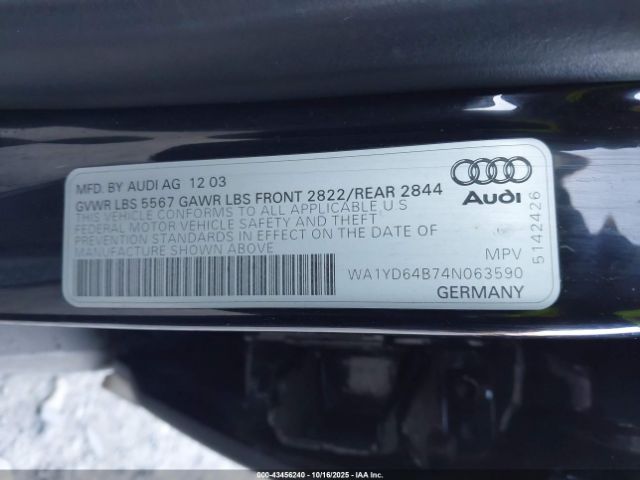 MFD. BY AUDI AG 12 03
GVWR LBS 5567 GAWR LBS FRONT 2822/REAR 2844
THIS VEHICLE CONFORMS TO ALL APPLICABLE U S
FEDERAL MOTOR VEHICLE SAFETY AND THEFT
PREVENTION STANDARDS IN EFFECT ON THE DATE OF
MANUFACTURE SHOWN ABOVE
Audi
5142426
MPV
WA1YD64B74N063590
GERMANY
000-43456240 - 10/16/2025 - IAA Inc.